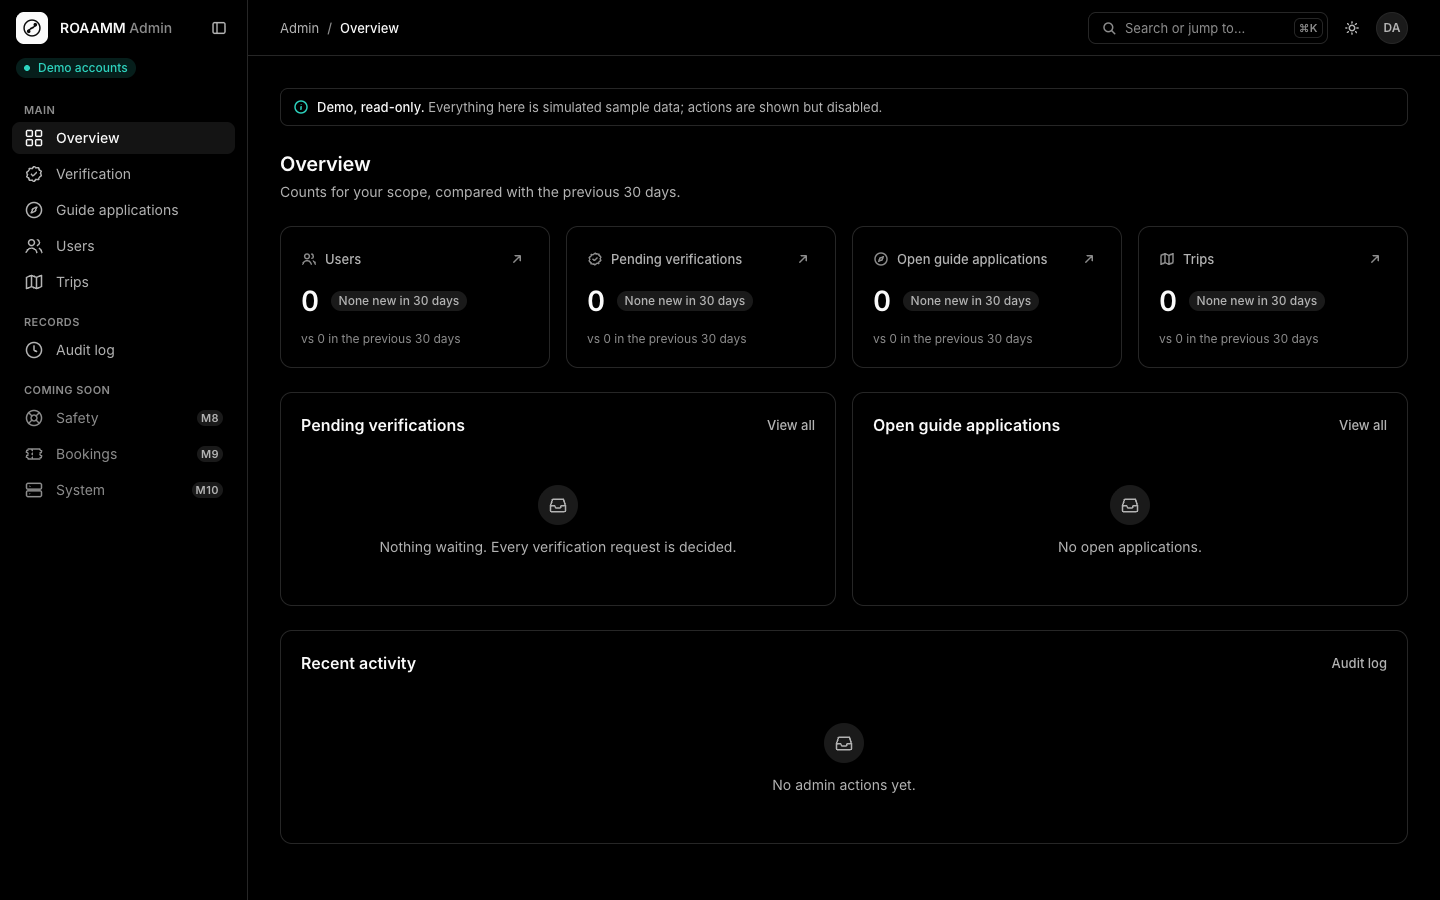 ROAAMM Admin
Demo accounts
MAIN
Overview
Verification
Guide applications
Users
Trips
RECORDS
Audit log
COMING SOON
Safety M8
Bookings M9
System M10
Admin / Overview
Search or jump to... ⌘K
DA
Demo, read-only. Everything here is simulated sample data; actions are shown but disabled.
Overview
Counts for your scope, compared with the previous 30 days.
Users
0 None new in 30 days
vs 0 in the previous 30 days
Pending verifications
0 None new in 30 days
vs 0 in the previous 30 days
Open guide applications
0 None new in 30 days
vs 0 in the previous 30 days
Trips
0 None new in 30 days
vs 0 in the previous 30 days
Pending verifications View all
Nothing waiting. Every verification request is decided.
Open guide applications View all
No open applications.
Recent activity Audit log
No admin actions yet.